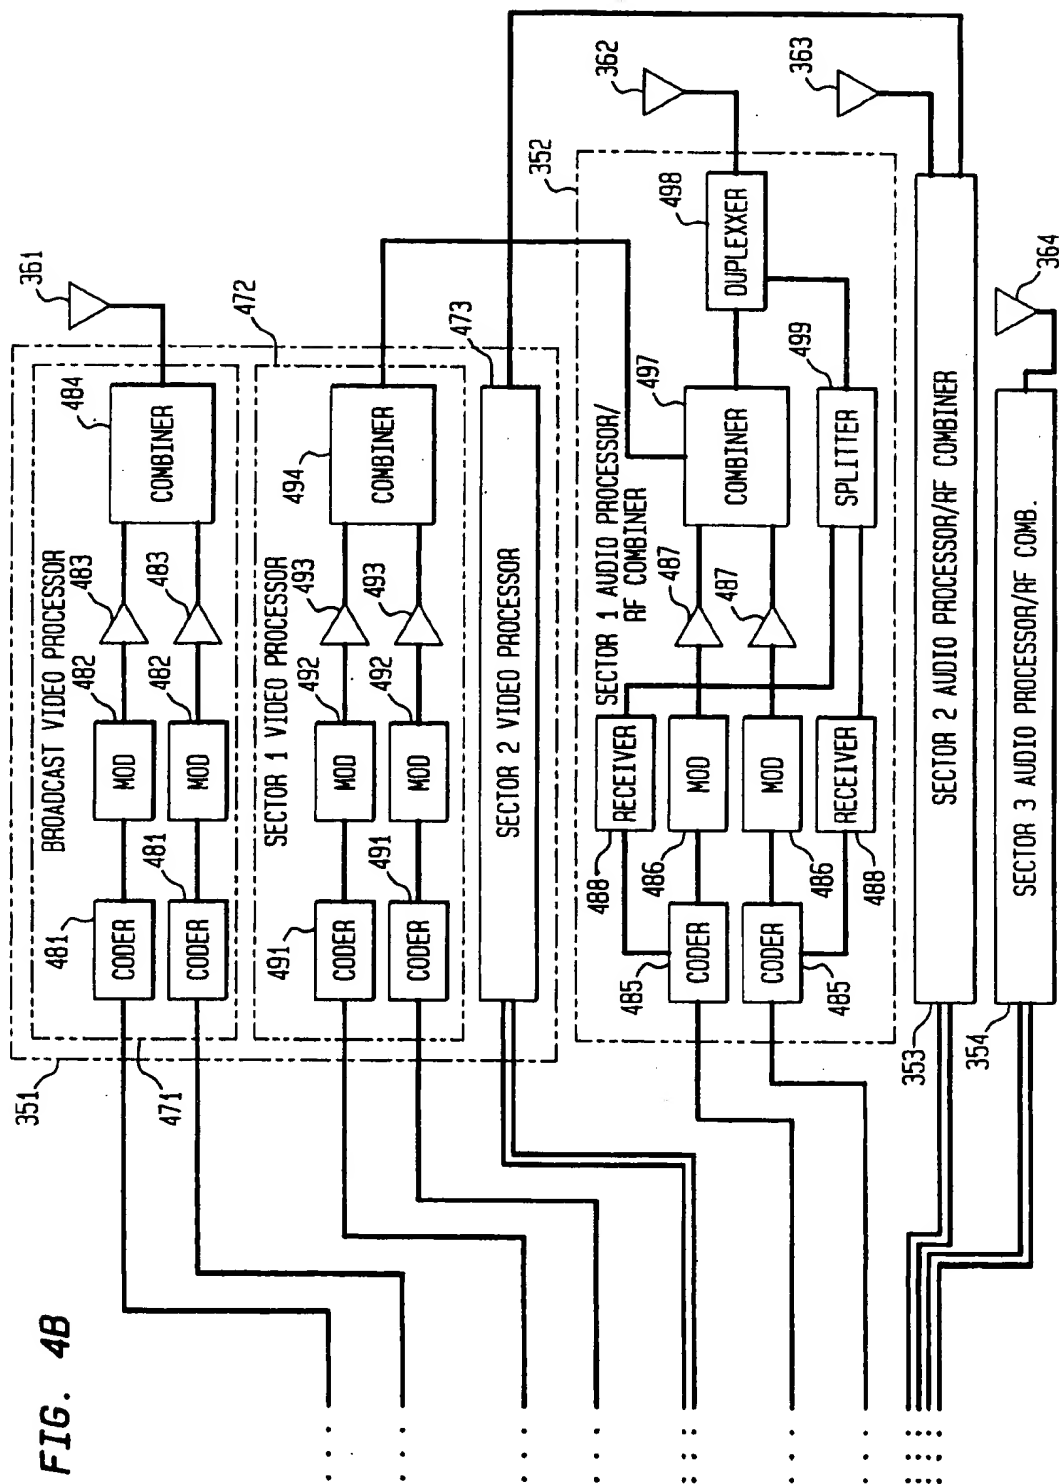 FIG. 4B
351
471
BROADCAST VIDEO PROCESSOR
481
CODER
481
CODER
482
MOD
482
MOD
483
483
484
COMBINER
361
472
SECTOR 1 VIDEO PROCESSOR
491
CODER
491
CODER
492
MOD
492
MOD
493
493
494
COMBINER
473
SECTOR 2 VIDEO PROCESSOR
352
SECTOR 1 AUDIO PROCESSOR/
RF COMBINER
488
RECEIVER
485
CODER
486
MOD
487
CODER
485
MOD
486
487
RECEIVER
488
497
COMBINER
498
DUPLEXXER
362
499
SPLITTER
353
SECTOR 2 AUDIO PROCESSOR/RF COMBINER
363
354
SECTOR 3 AUDIO PROCESSOR/RF COMB.
364